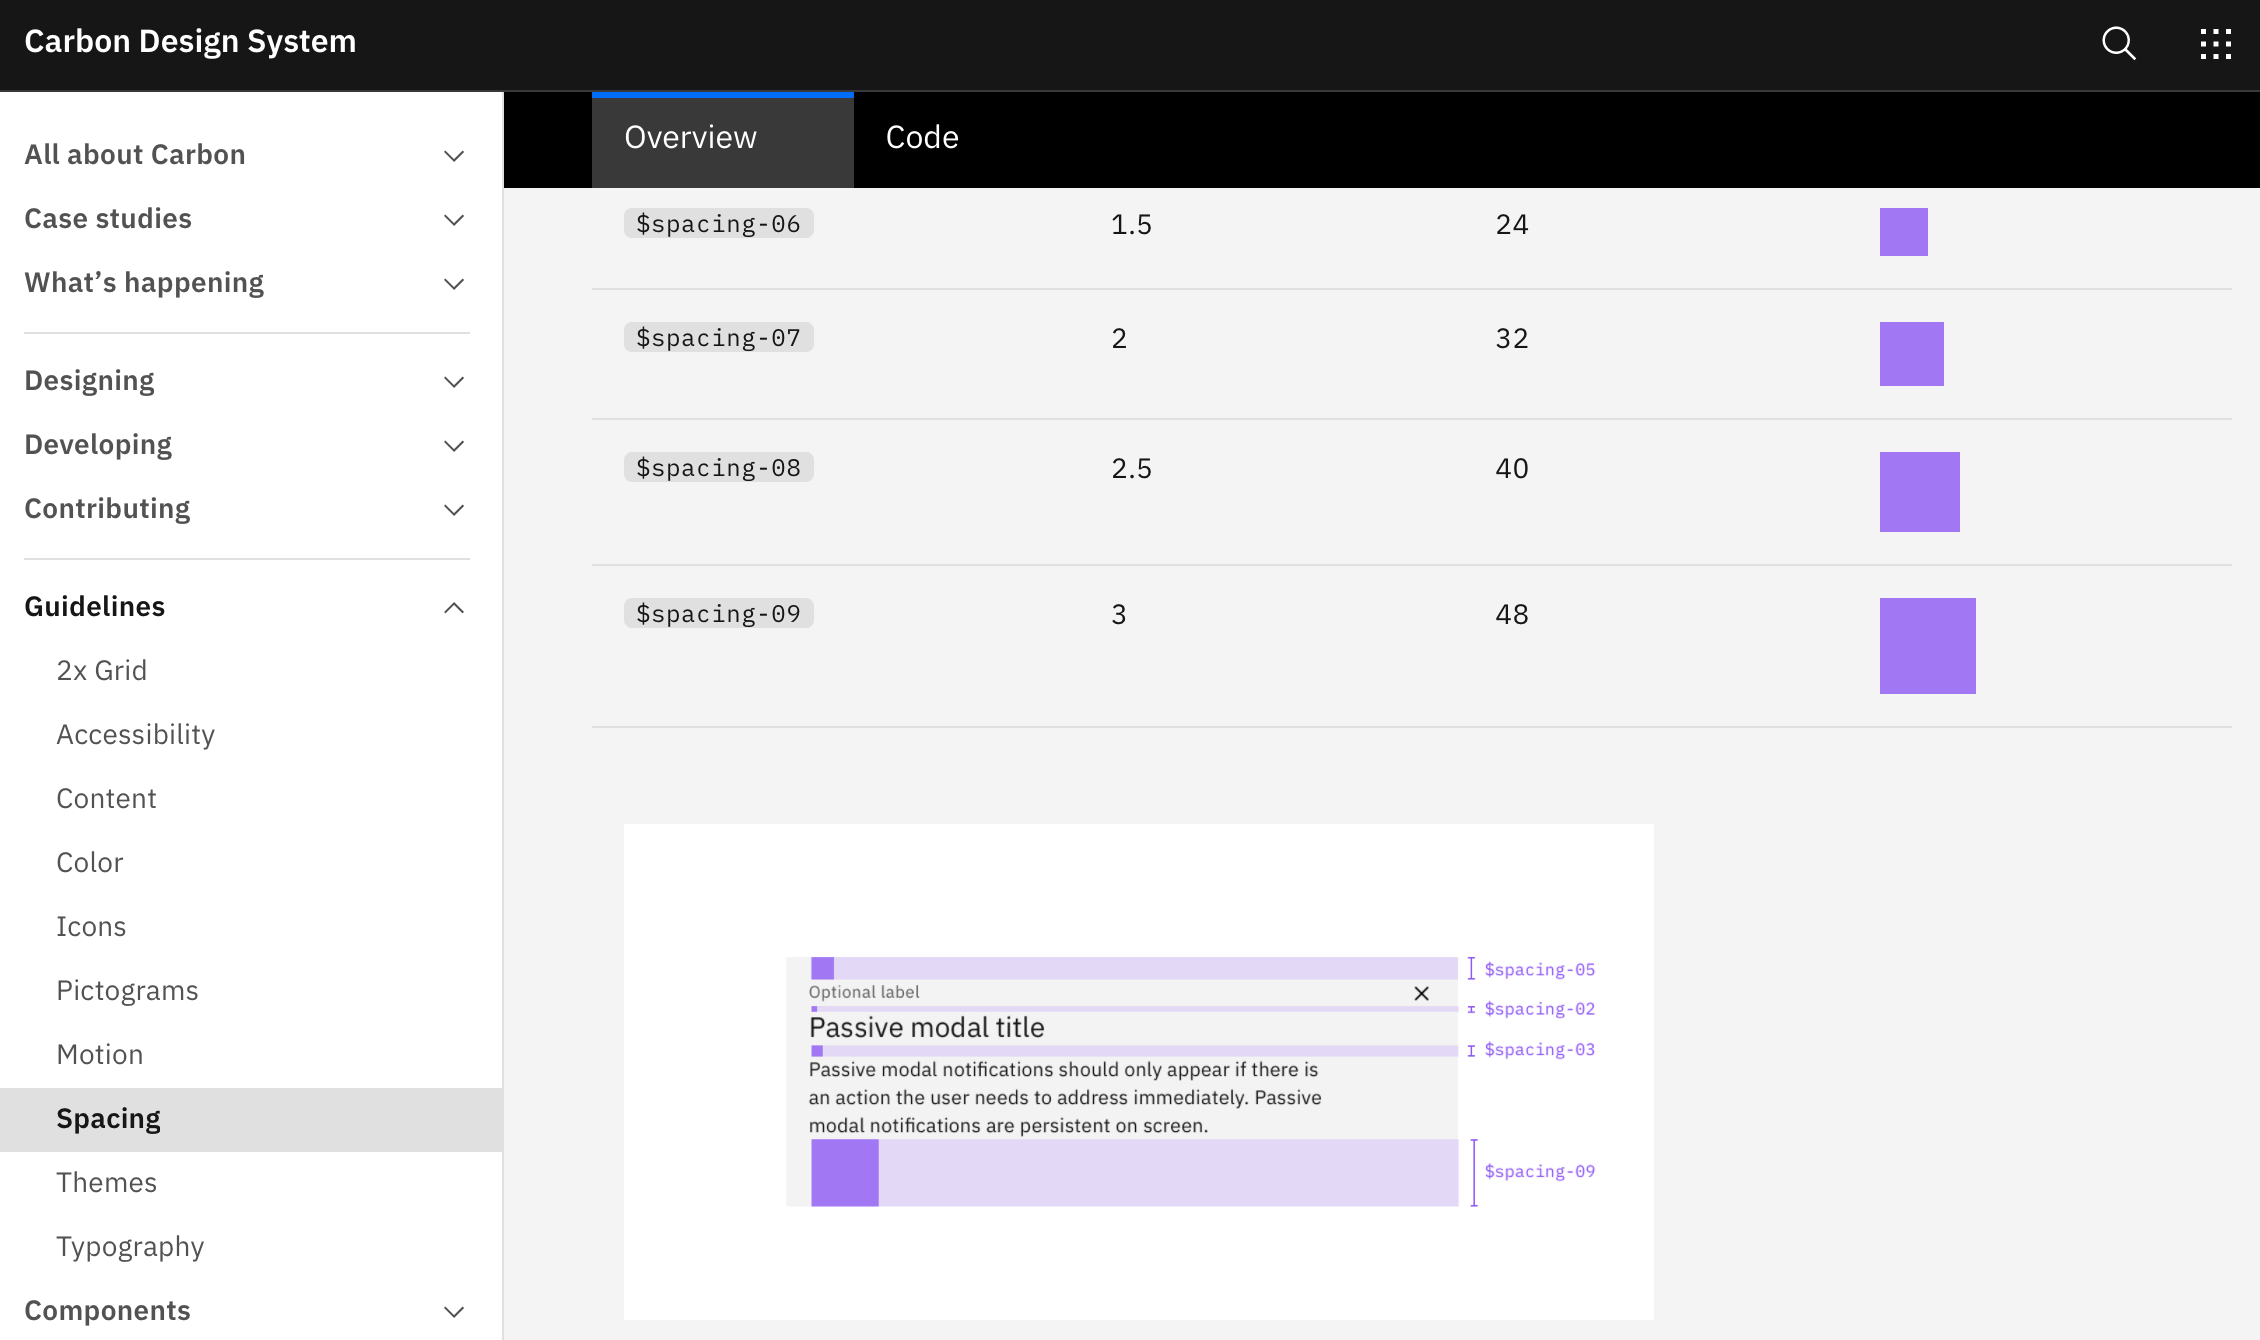 Carbon Design System
All about Carbon
Case studies
What’s happening
Designing
Developing
Contributing
Guidelines
2x Grid
Accessibility
Content
Color
Icons
Pictograms
Motion
Spacing
Themes
Typography
Components
Overview Code
$spacing-06 1.5 24
$spacing-07 2 32
$spacing-08 2.5 40
$spacing-09 3 48
$spacing-05
Optional label
$spacing-02
Passive modal title
$spacing-03
Passive modal notifications should only appear if there is
an action the user needs to address immediately. Passive
modal notifications are persistent on screen.
$spacing-09